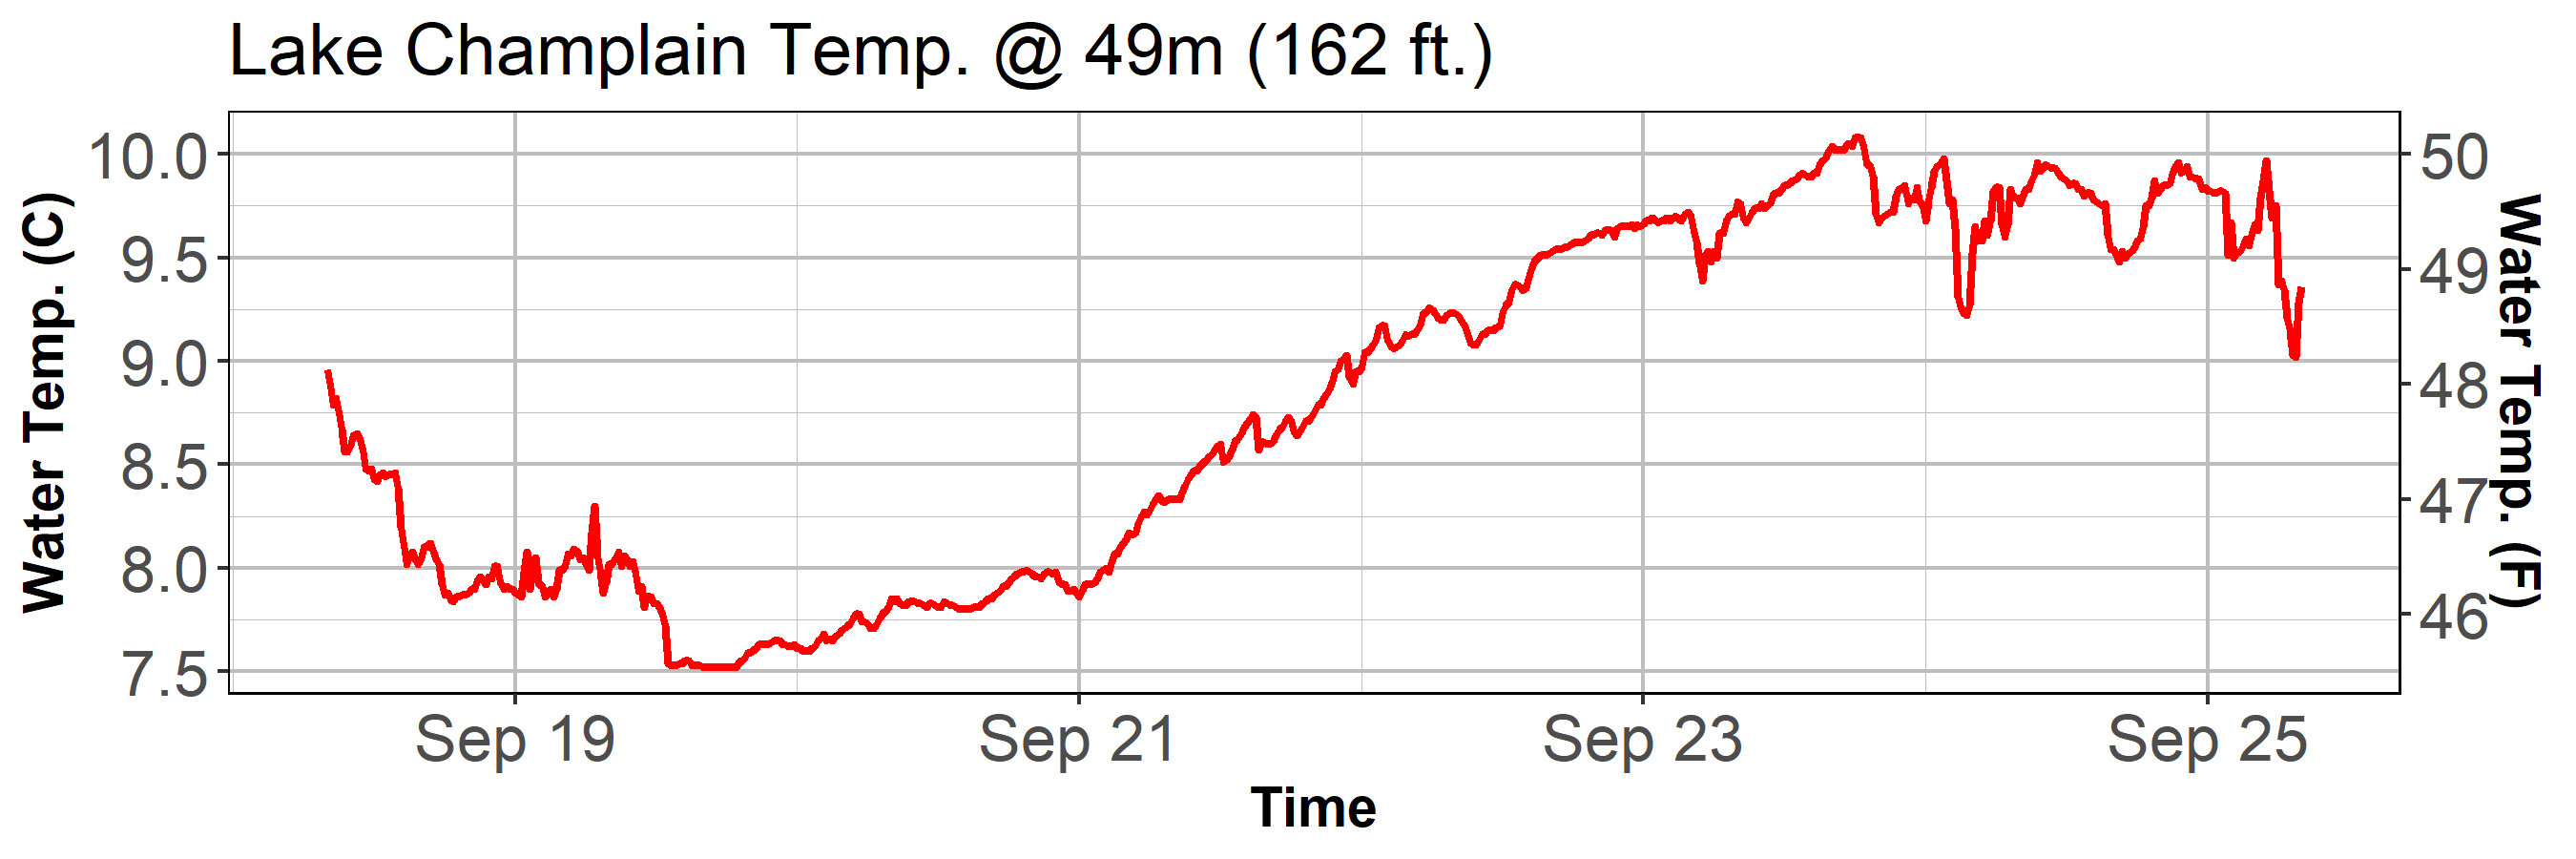 Lake Champlain Temp. @ 49m (162 ft.)
Water Temp. (C)
10.0
9.5
9.0
8.5
8.0
7.5
50
49
48
47
46
Water Temp. (F)
Sep 19
Sep 21
Sep 23
Sep 25
Time